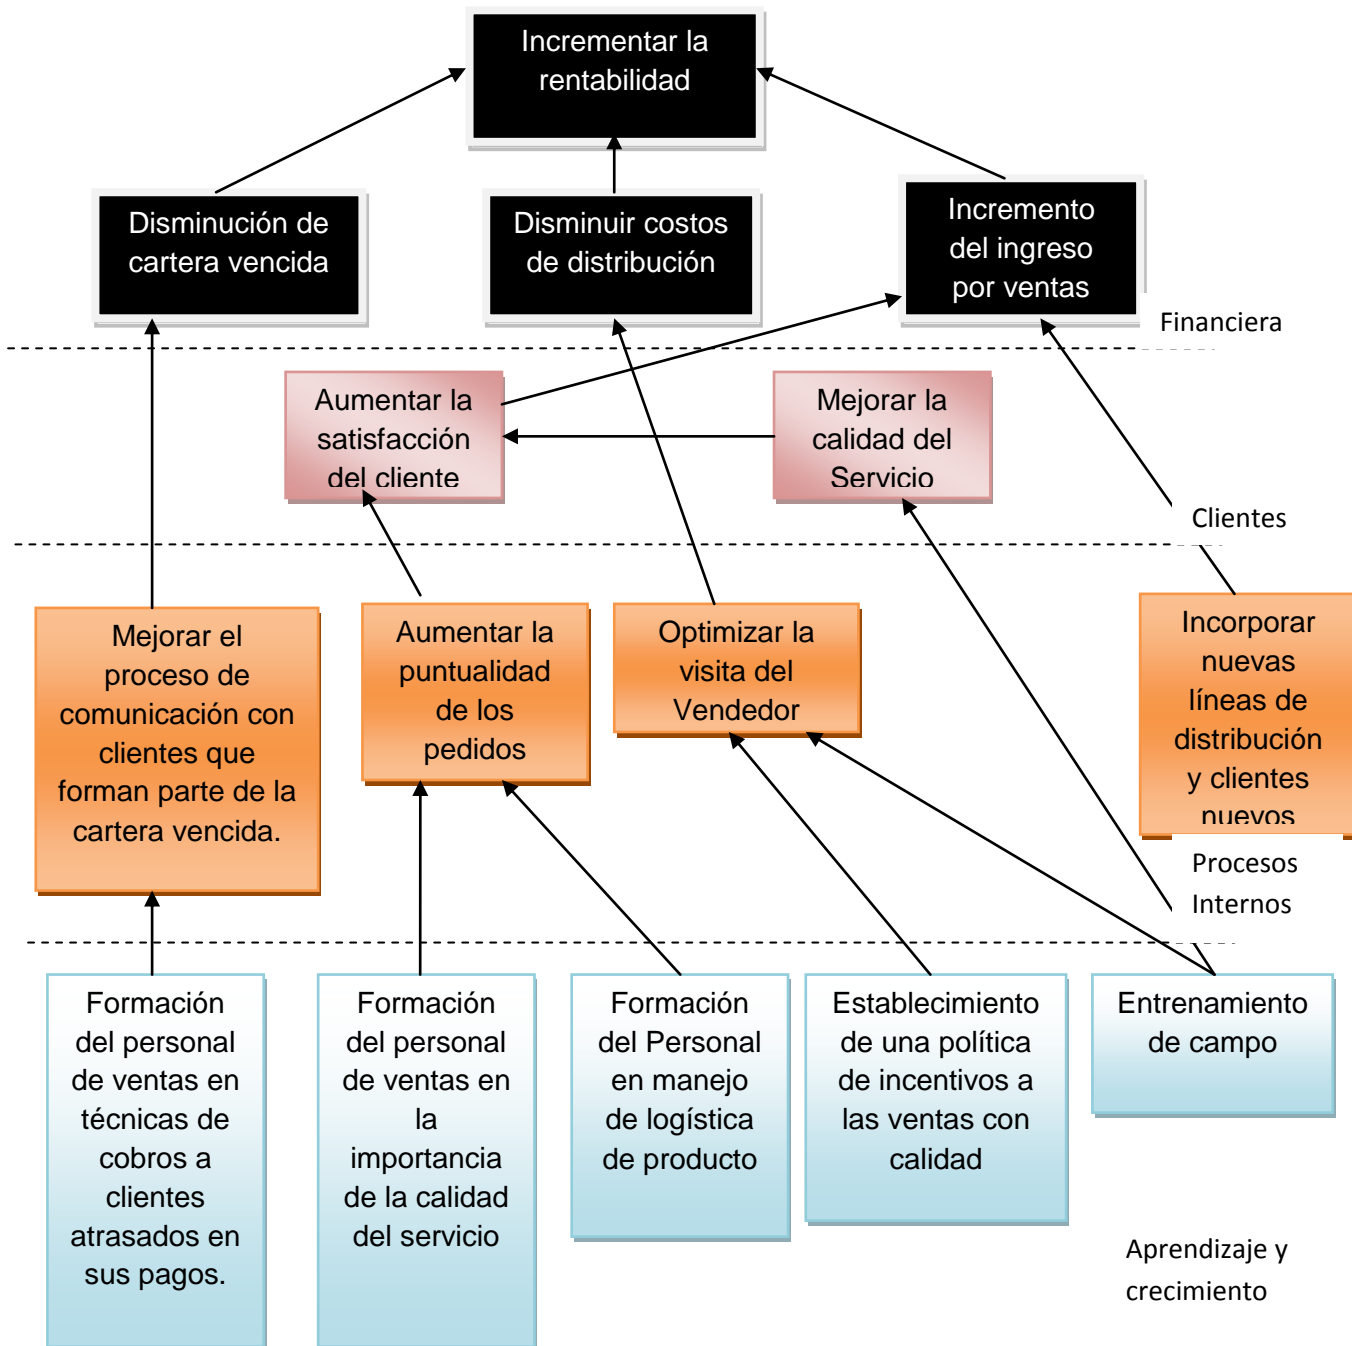 Incrementar la
rentabilidad
Disminución de
cartera vencida
Disminuir costos
de distribución
Incremento
del ingreso
por ventas
Financiera
Aumentar la
satisfacción
del cliente
Mejorar la
calidad del
Servicio
Clientes
Mejorar el
proceso de
comunicación con
clientes que
forman parte de la
cartera vencida.
Aumentar la
puntualidad
de los
pedidos
Optimizar la
visita del
Vendedor
Incorporar
nuevas
líneas de
distribución
y clientes
nuevos
Procesos
Internos
Formación
del personal
de ventas en
técnicas de
cobros a
clientes
atrasados en
sus pagos.
Formación
del personal
de ventas en
la
importancia
de la calidad
del servicio
Formación
del Personal
en manejo
de logística
de producto
Establecimiento
de una política
de incentivos a
las ventas con
calidad
Entrenamiento
de campo
Aprendizaje y
crecimiento